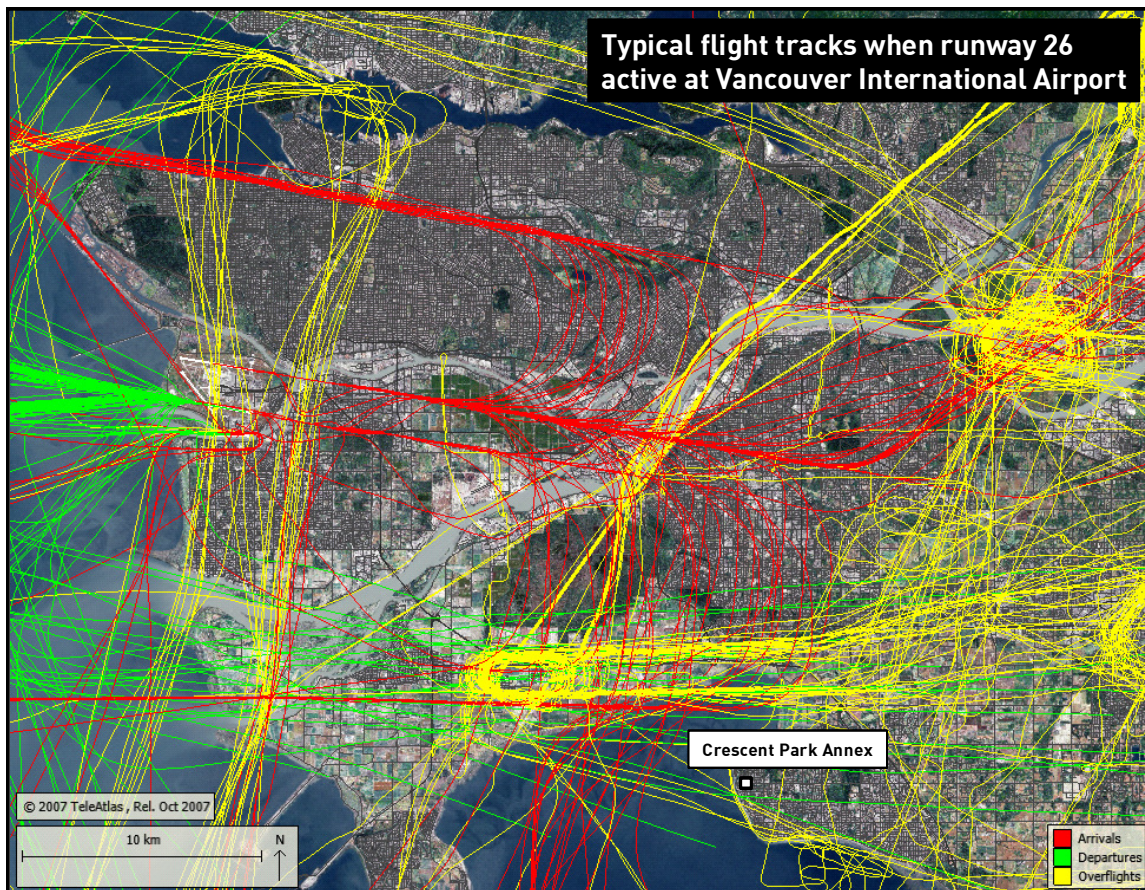 Typical flight tracks when runway 26
active at Vancouver International Airport
Crescent Park Annex
© 2007 TeleAtlas , Rel. Oct 2007
10 km
N
Arrivals
Departures
Overflights